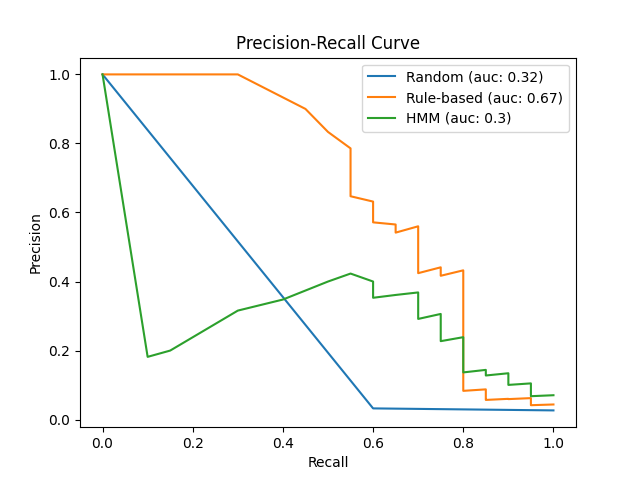 Precision-Recall Curve
Random (auc: 0.32)
Rule-based (auc: 0.67)
HMM (auc: 0.3)
Precision
1.0
0.8
0.6
0.4
0.2
0.0
0.0 0.2 0.4 0.6 0.8 1.0
Recall